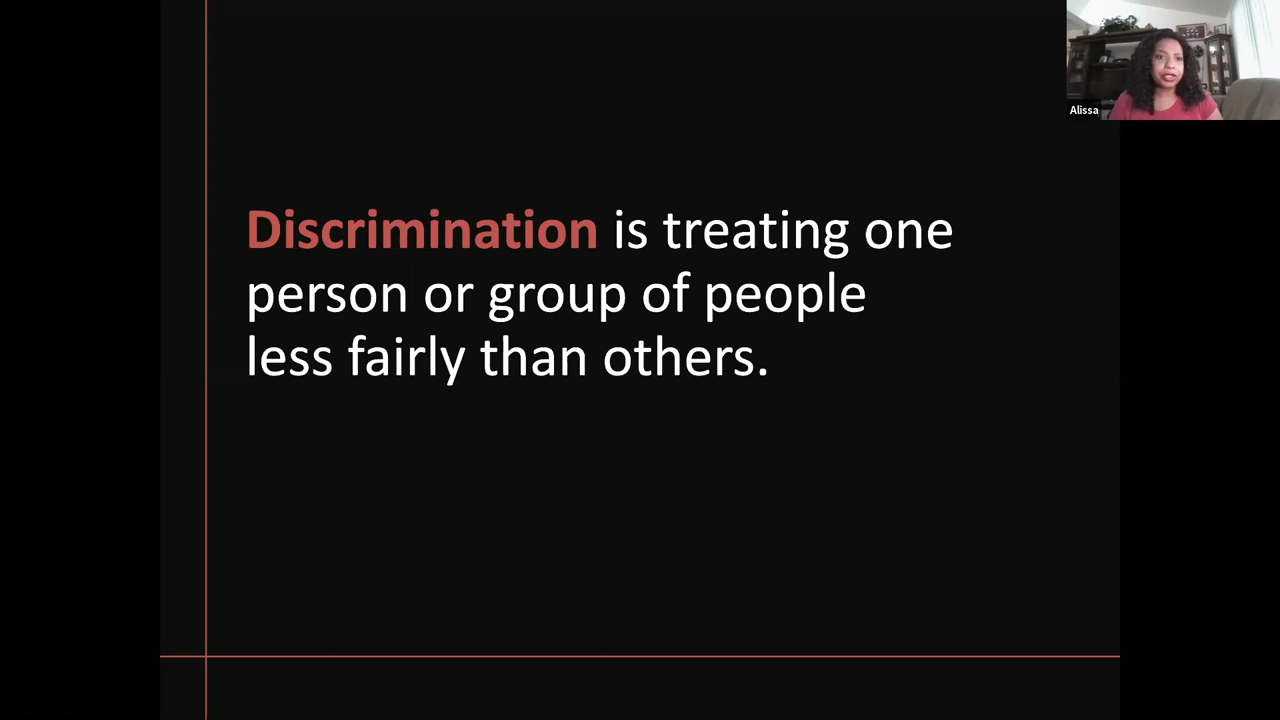 Alissa
Discrimination is treating one
person or group of people
less fairly than others.